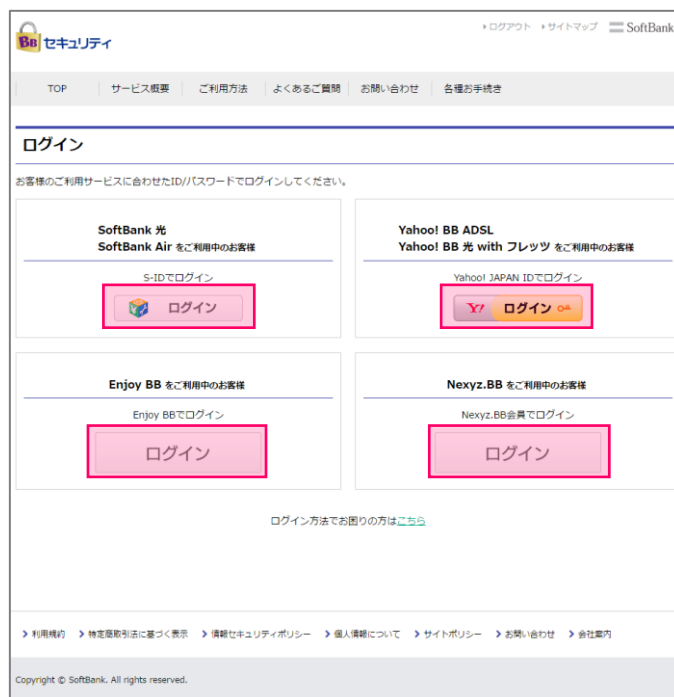 ログアウト サイトマップ SoftBank
BB セキュリティ
TOP サービス概要 ご利用方法 よくあるご質問 お問い合わせ 各種お手続き
ログイン
お客様のご利用サービスに合わせたID/パスワードでログインしてください。
SoftBank 光
SoftBank Air をご利用中のお客様
S-IDでログイン
ログイン
Yahoo! BB ADSL
Yahoo! BB 光 with フレッツ をご利用中のお客様
Yahoo! JAPAN IDでログイン
Y! ログイン
Enjoy BB をご利用中のお客様
Enjoy BBでログイン
ログイン
Nexyz.BB をご利用中のお客様
Nexyz.BB会員でログイン
ログイン
ログイン方法でお困りの方はこちら
利用規約 特定商取引法に基づく表示 情報セキュリティポリシー 個人情報について サイトポリシー お問い合わせ 会社案内
Copyright © SoftBank. All rights reserved.